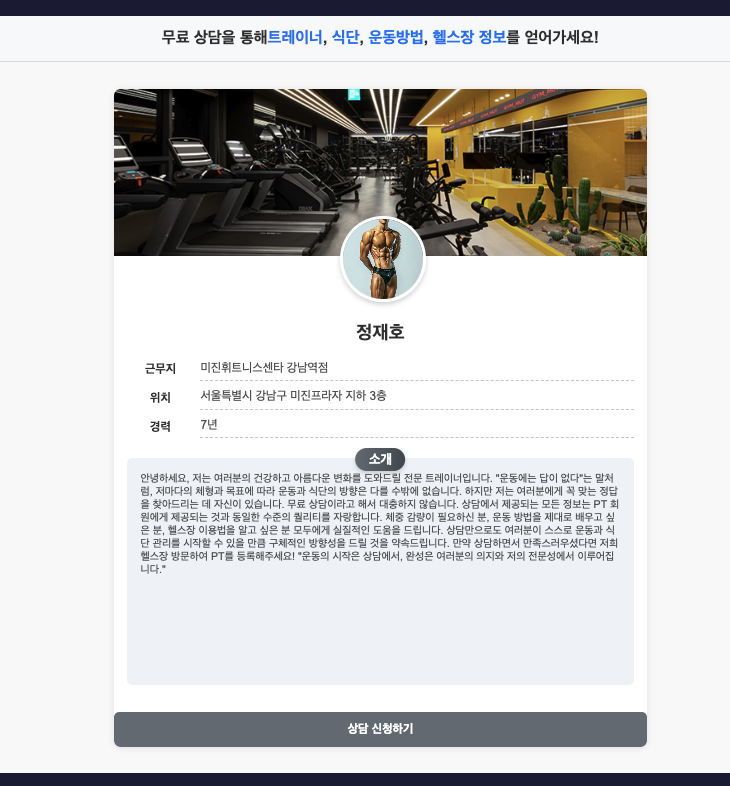 무료 상담을 통해트레이너, 식단, 운동방법, 헬스장 정보를 얻어가세요!
정재호
근무지 미진휘트니스센타 강남역점
위치 서울특별시 강남구 미진프라자 지하 3층
경력 7년
소개
안녕하세요, 저는 여러분의 건강하고 아름다운 변화를 도와드릴 전문 트레이너입니다. "운동에는 답이 없다"는 말처
럼, 저마다의 체형과 목표에 따라 운동과 식단의 방향은 다를 수밖에 없습니다. 하지만 저는 여러분에게 꼭 맞는 정답
을 찾아드리는 데 자신이 있습니다. 무료 상담이라고 해서 대충하지 않습니다. 상담에서 제공되는 모든 정보는 PT 회
원에게 제공되는 것과 동일한 수준의 퀄리티를 자랑합니다. 체중 감량이 필요하신 분, 운동 방법을 제대로 배우고 싶
은 분, 헬스장 이용법을 알고 싶은 분 모두에게 실질적인 도움을 드립니다. 상담만으로도 여러분이 스스로 운동과 식
단 관리를 시작할 수 있을 만큼 구체적인 방향성을 드릴 것을 약속드립니다. 만약 상담하면서 만족스러우셨다면 저희
헬스장 방문하여 PT를 등록해주세요! "운동의 시작은 상담에서, 완성은 여러분의 의지와 저의 전문성에서 이루어집
니다."
상담 신청하기